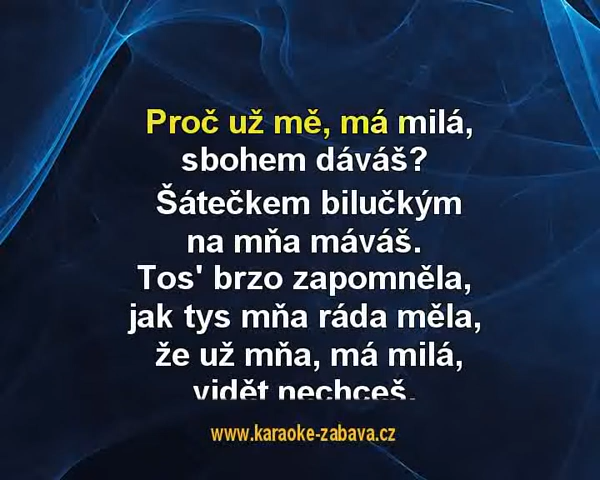 Proč už mě, má milá,
sbohem dáváš?
Šátečkem bilučkým
na mňa máváš.
Tos' brzo zapomněla,
jak tys mňa ráda měla,
že už mňa, má milá,
vidět nechceš.
www.karaoke-zabava.cz